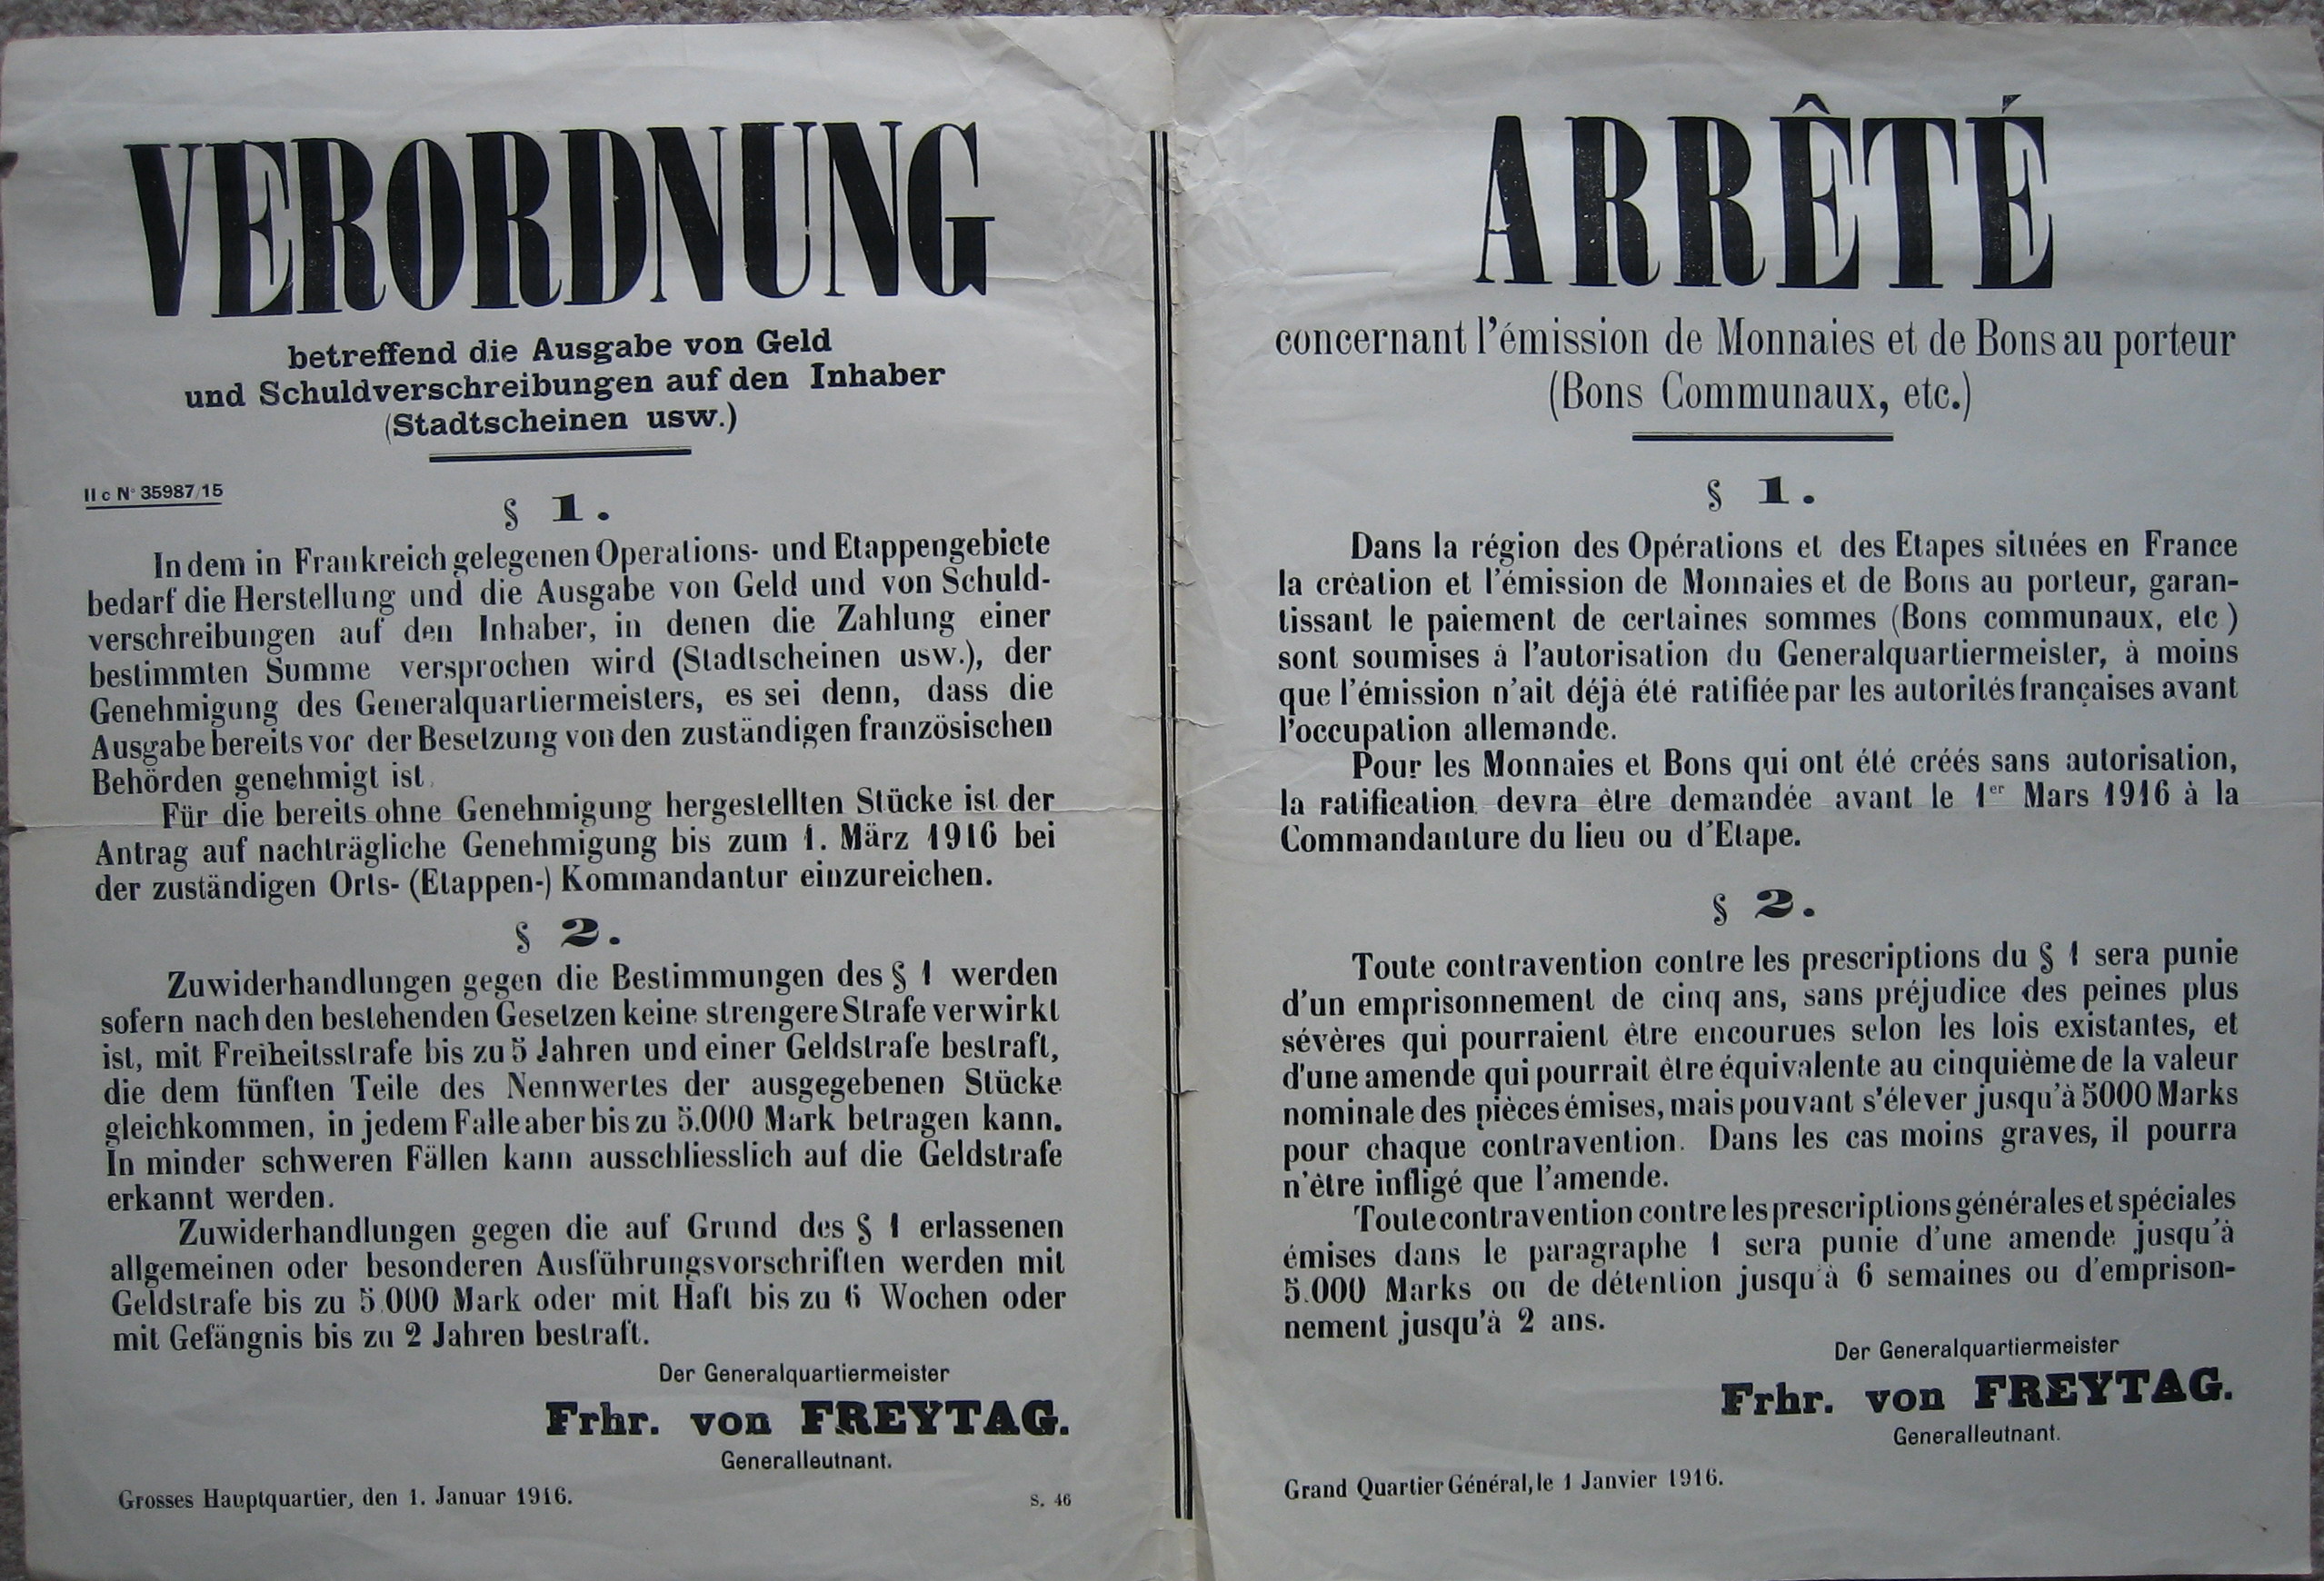 VERORDNUNG
betreffend die Ausgabe von Geld
und Schuldverschreibungen auf den Inhaber
(Stadtscheinen usw.)
II c N° 35987/15
§ 1.
In dem in Frankreich gelegenen Operations- und Etappengebiete
bedarf die Herstellung und die Ausgabe von Geld und von Schuld-
verschreibungen auf den Inhaber, in denen die Zahlung einer
bestimmten Summe versprochen wird (Stadtscheinen usw.), der
Genehmigung des Generalquartiermeisters, es sei denn, dass die
Ausgabe bereits vor der Besetzung von den zuständigen französischen
Behörden genehmigt ist.
Für die bereits ohne Genehmigung hergestellten Stücke ist der
Antrag auf nachträgliche Genehmigung bis zum 1. März 1916 bei
der zuständigen Orts- (Etappen-) Kommandantur einzureichen.
§ 2.
Zuwiderhandlungen gegen die Bestimmungen des § 1 werden
sofern nach den bestehenden Gesetzen keine strengere Strafe verwirkt
ist, mit Freiheitsstrafe bis zu 5 Jahren und einer Geldstrafe bestraft,
die dem fünften Teile des Nennwertes der ausgegebenen Stücke
gleichkommen, in jedem Falle aber bis zu 5.000 Mark betragen kann.
In minder schweren Fällen kann ausschliesslich auf die Geldstrafe
erkannt werden.
Zuwiderhandlungen gegen die auf Grund des § 1 erlassenen
allgemeinen oder besonderen Ausführungsvorschriften werden mit
Geldstrafe bis zu 5.000 Mark oder mit Haft bis zu 6 Wochen oder
mit Gefängnis bis zu 2 Jahren bestraft.
Der Generalquartiermeister
Frhr. von FREYTAG.
Generalleutnant.
Grosses Hauptquartier, den 1. Januar 1916.
S. 46
ARRÊTÉ
concernant l'émission de Monnaies et de Bons au porteur
(Bons Communaux, etc.)
§ 1.
Dans la région des Opérations et des Etapes situées en France
la création et l'émission de Monnaies et de Bons au porteur, garan-
tissant le paiement de certaines sommes (Bons communaux, etc)
sont soumises à l'autorisation du Generalquartiermeister, à moins
que l'émission n'ait déjà été ratifiée par les autorités françaises avant
l'occupation allemande.
Pour les Monnaies et Bons qui ont été créés sans autorisation,
la ratification devra être demandée avant le 1er Mars 1916 à la
Commandanture du lieu ou d'Etape.
§ 2.
Toute contravention contre les prescriptions du § 1 sera punie
d'un emprisonnement de cinq ans, sans préjudice des peines plus
sévères qui pourraient être encourues selon les lois existantes, et
d'une amende qui pourrait être équivalente au cinquième de la valeur
nominale des pièces émises, mais pouvant s'élever jusqu'à 5000 Marks
pour chaque contravention. Dans les cas moins graves, il pourra
n'être infligé que l'amende.
Toute contravention contre les prescriptions générales et spéciales
émises dans le paragraphe 1 sera punie d'une amende jusqu'à
5.000 Marks ou de détention jusqu'à 6 semaines ou d'emprison-
nement jusqu'à 2 ans.
Der Generalquartiermeister
Frhr. von FREYTAG.
Generalleutnant.
Grand Quartier Général, le 1 Janvier 1916.